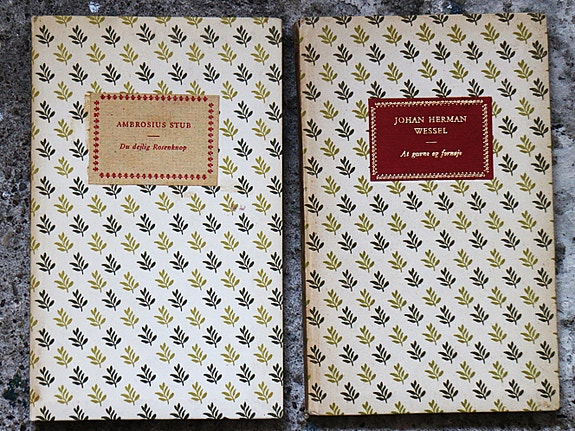 AMBROSIUS STUB
Du dejlig Rosenknop
JOHAN HERMAN
WESSEL
At gavne og fornøje